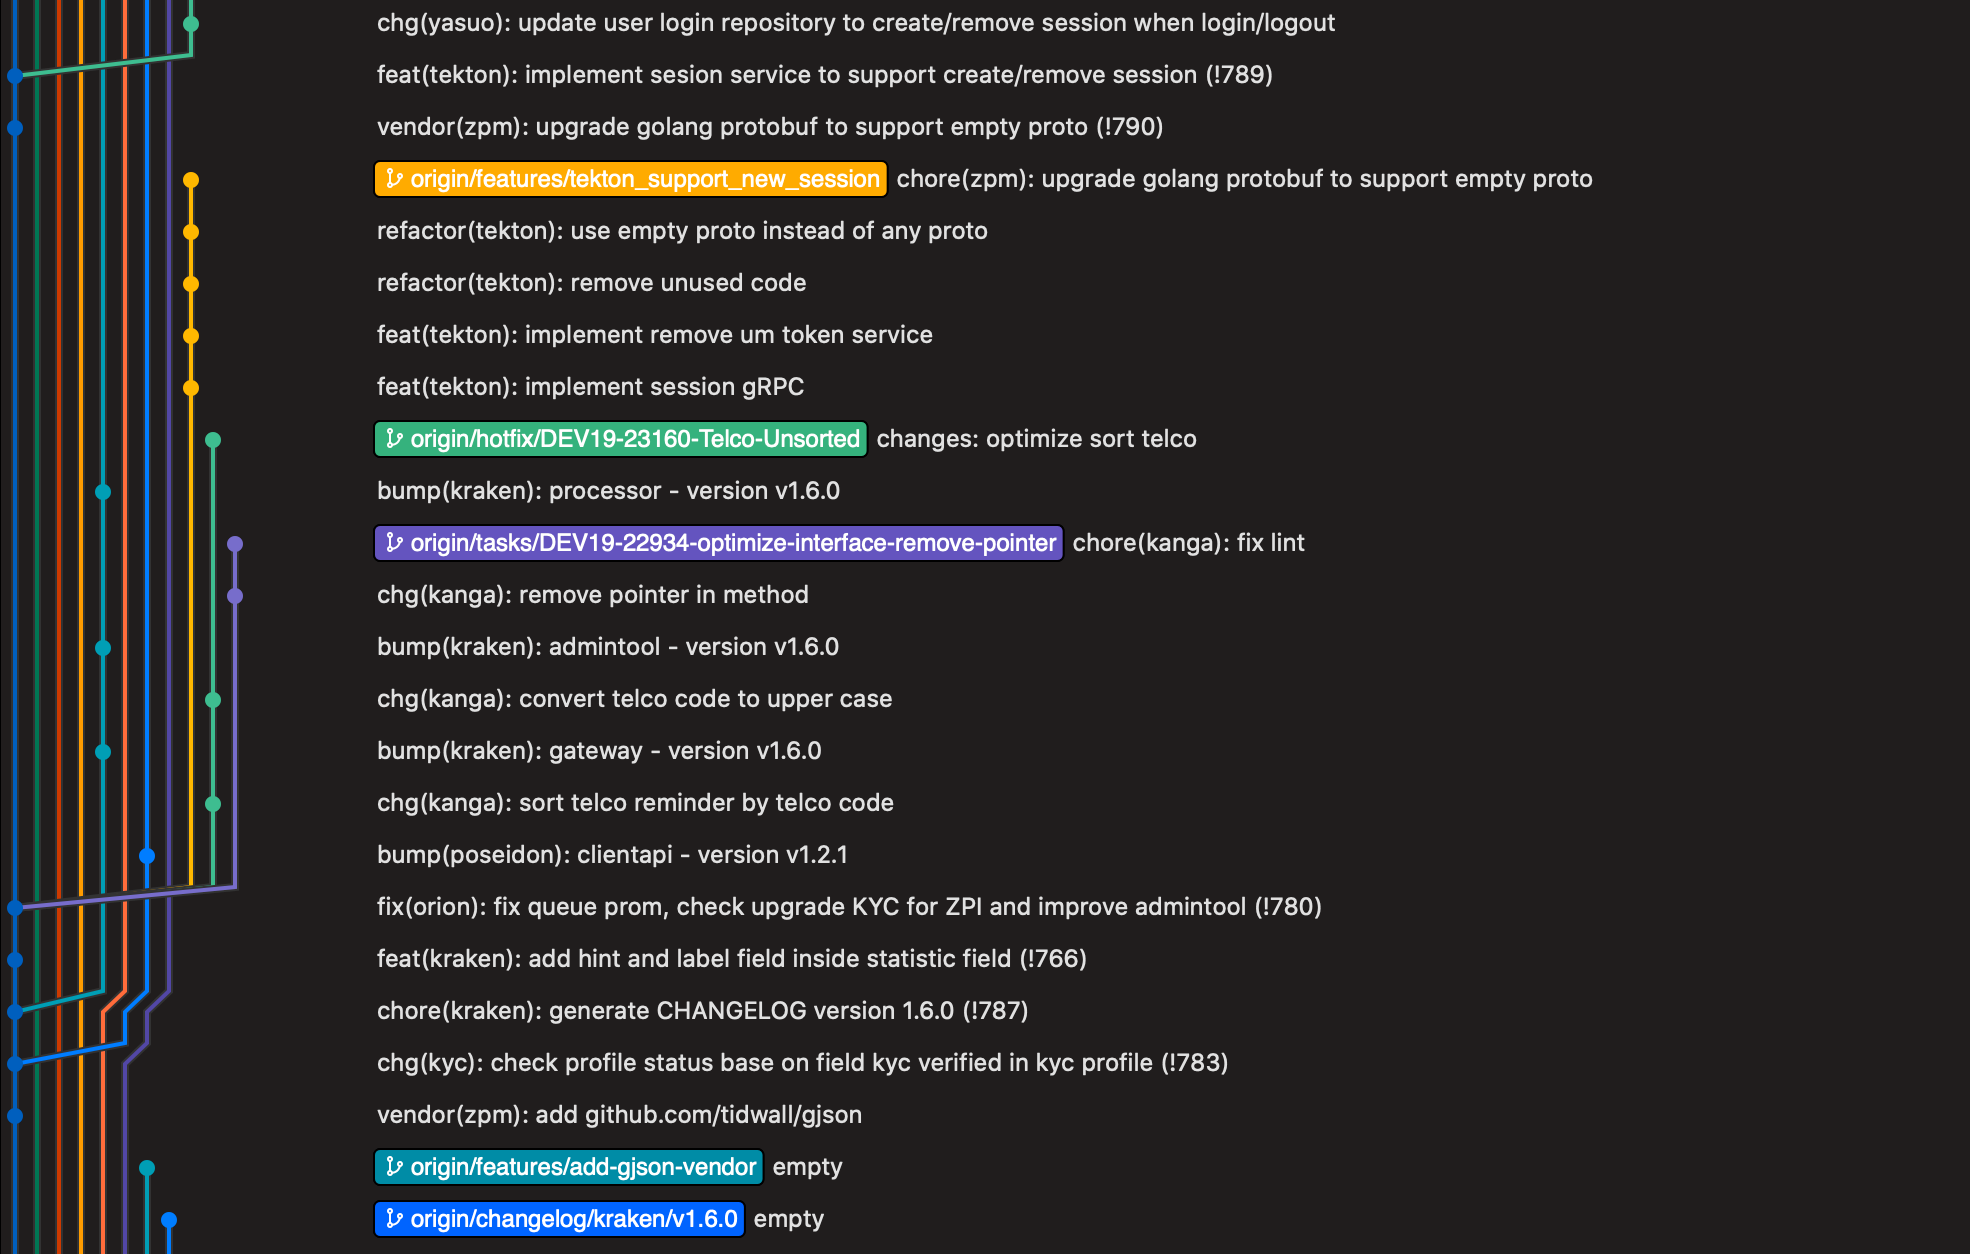 chg(yasuo): update user login repository to create/remove session when login/logout
feat(tekton): implement sesion service to support create/remove session (!789)
vendor(zpm): upgrade golang protobuf to support empty proto (!790)
origin/features/tekton_support_new_session chore(zpm): upgrade golang protobuf to support empty proto
refactor(tekton): use empty proto instead of any proto
refactor(tekton): remove unused code
feat(tekton): implement remove um token service
feat(tekton): implement session gRPC
origin/hotfix/DEV19-23160-Telco-Unsorted changes: optimize sort telco
bump(kraken): processor - version v1.6.0
origin/tasks/DEV19-22934-optimize-interface-remove-pointer chore(kanga): fix lint
chg(kanga): remove pointer in method
bump(kraken): admintool - version v1.6.0
chg(kanga): convert telco code to upper case
bump(kraken): gateway - version v1.6.0
chg(kanga): sort telco reminder by telco code
bump(poseidon): clientapi - version v1.2.1
fix(orion): fix queue prom, check upgrade KYC for ZPI and improve admintool (!780)
feat(kraken): add hint and label field inside statistic field (!766)
chore(kraken): generate CHANGELOG version 1.6.0 (!787)
chg(kyc): check profile status base on field kyc verified in kyc profile (!783)
vendor(zpm): add github.com/tidwall/gjson
origin/features/add-gjson-vendor empty
origin/changelog/kraken/v1.6.0 empty